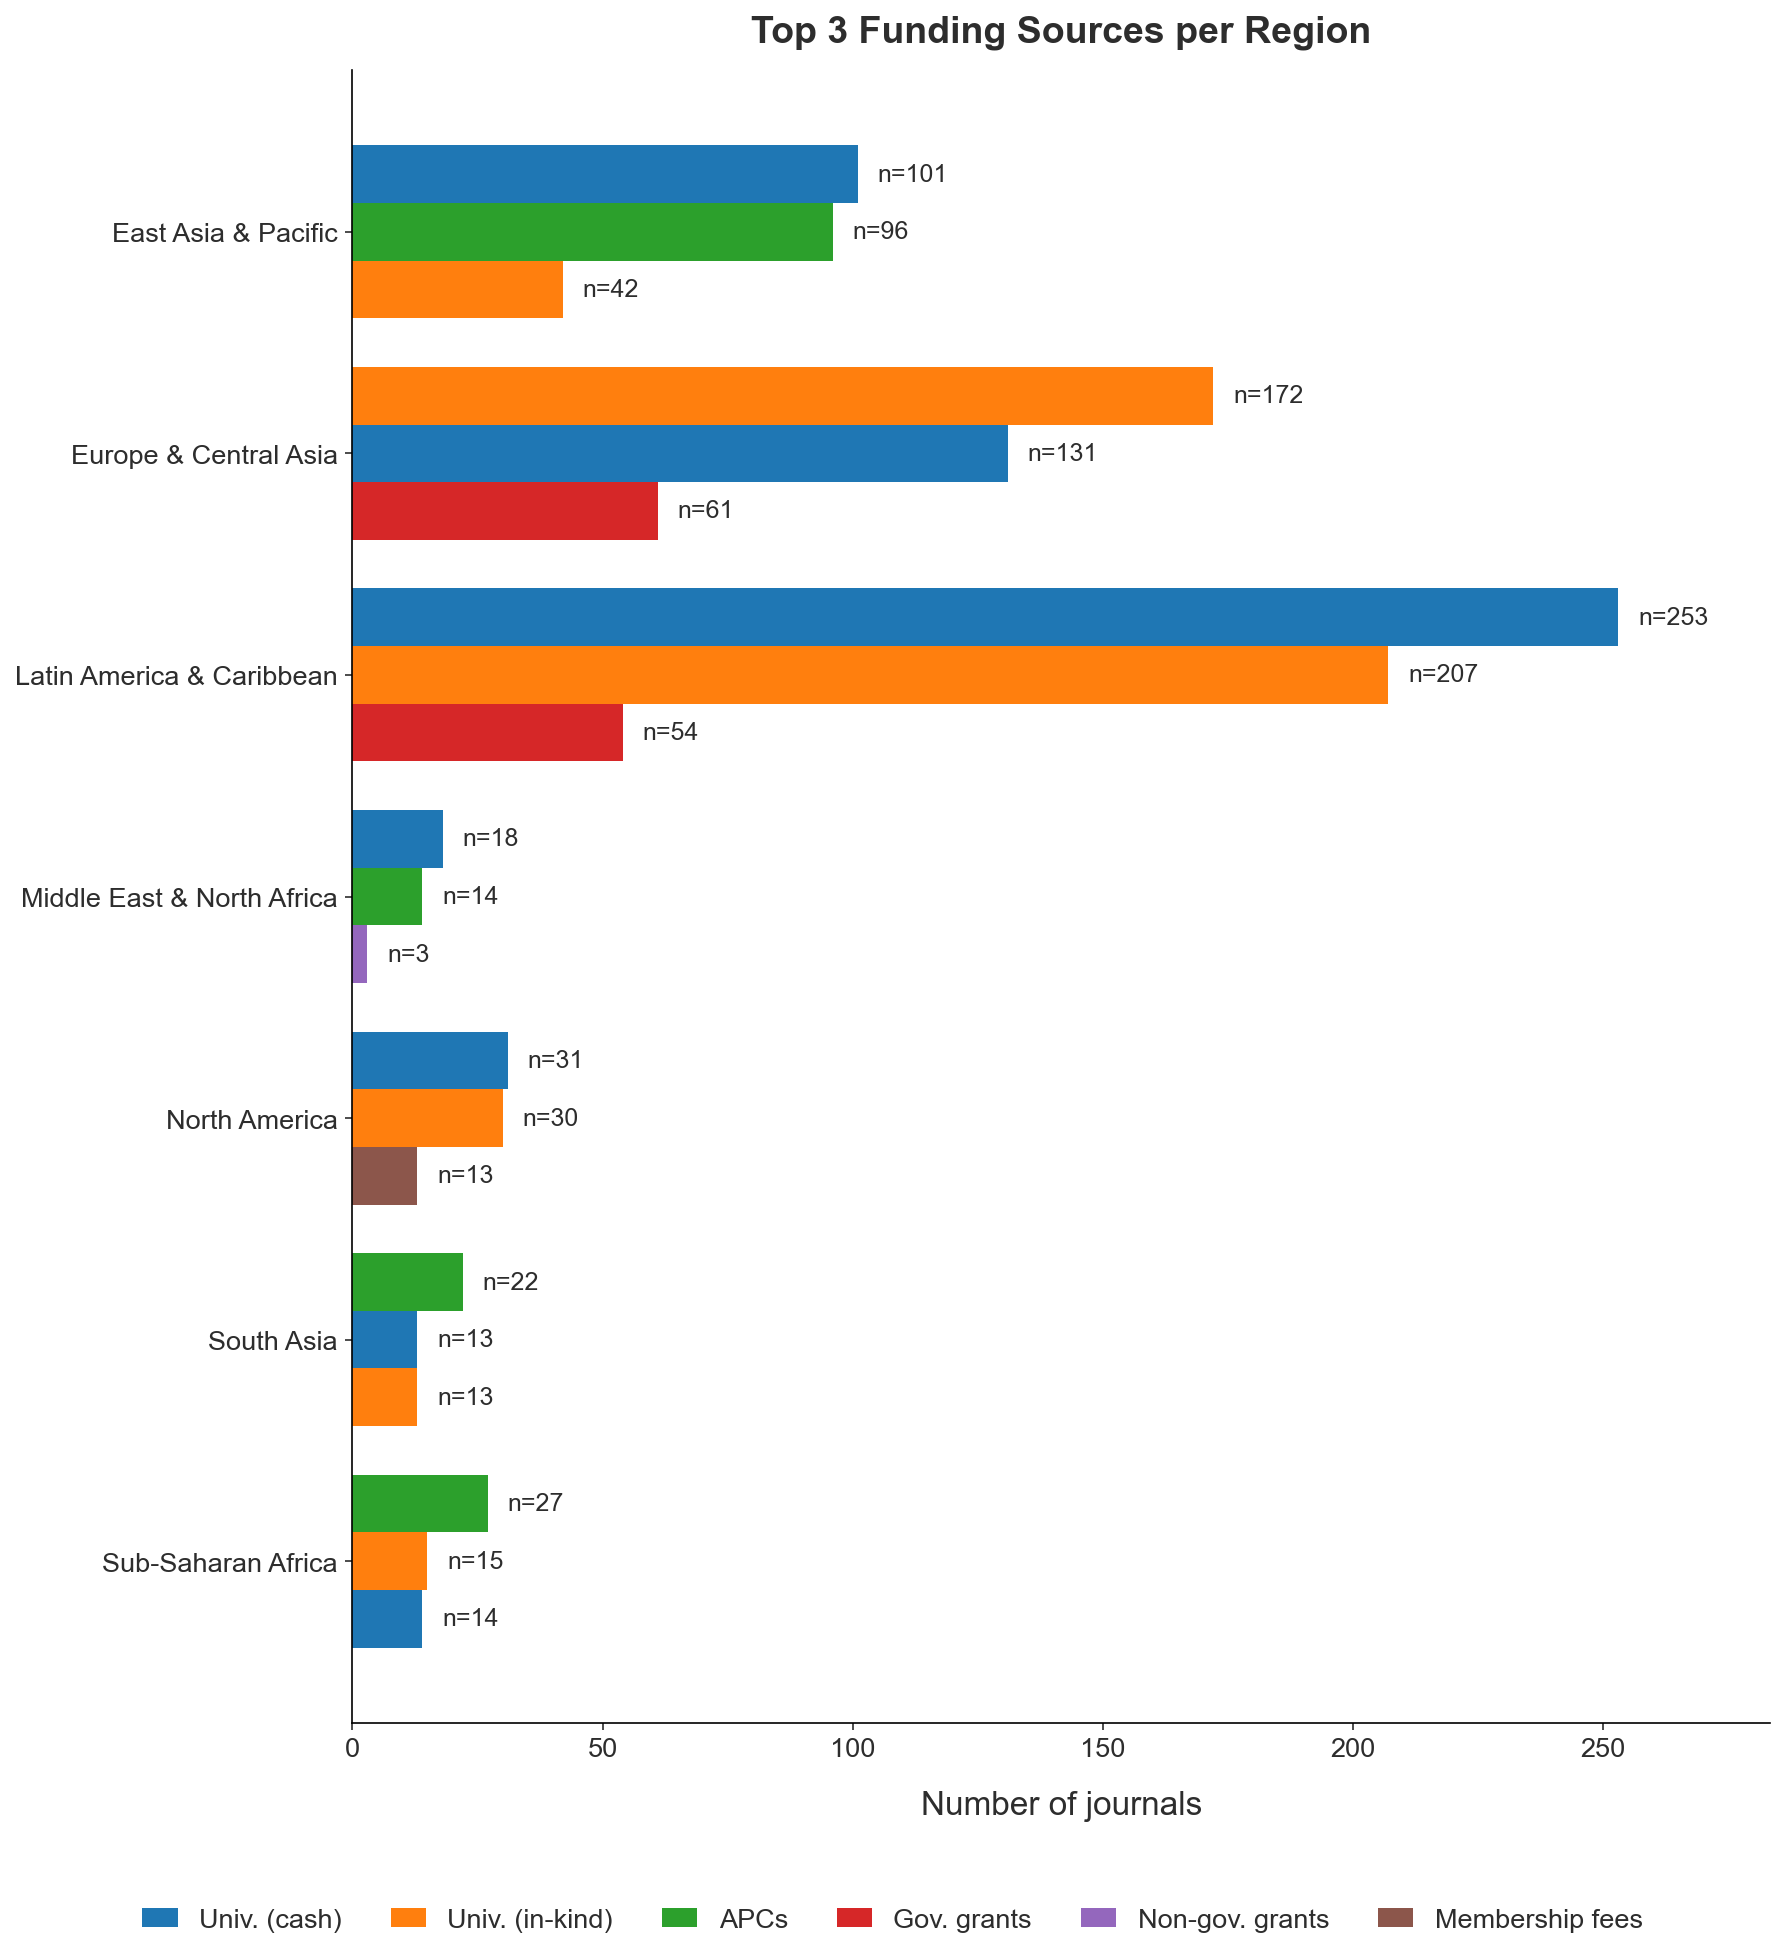 Top 3 Funding Sources per Region
East Asia & Pacific
n=101
n=96
n=42
Europe & Central Asia
n=172
n=131
n=61
Latin America & Caribbean
n=253
n=207
n=54
Middle East & North Africa
n=18
n=14
n=3
North America
n=31
n=30
n=13
South Asia
n=22
n=13
n=13
Sub-Saharan Africa
n=27
n=15
n=14
0 50 100 150 200 250
Number of journals
Univ. (cash) Univ. (in-kind) APCs Gov. grants Non-gov. grants Membership fees